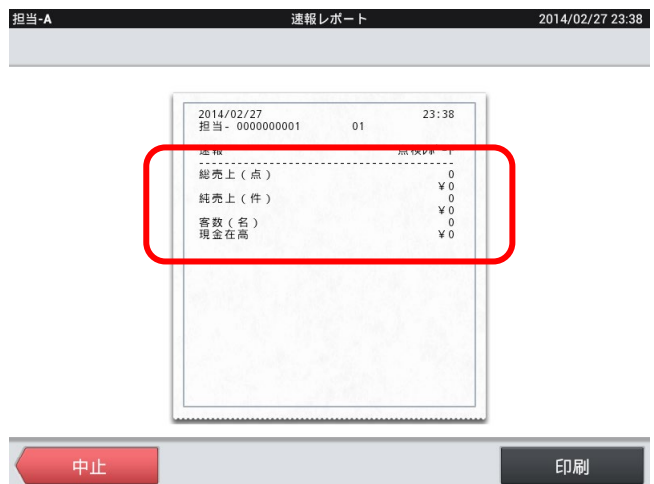 担当-A 速報レポート 2014/02/27 23:38
2014/02/27 23:38
担当- 0000000001 01
速報
--------------------------------
総売上(点) 0
¥0
純売上(件) 0
¥0
客数(名) 0
現金在高 ¥0
中止 印刷